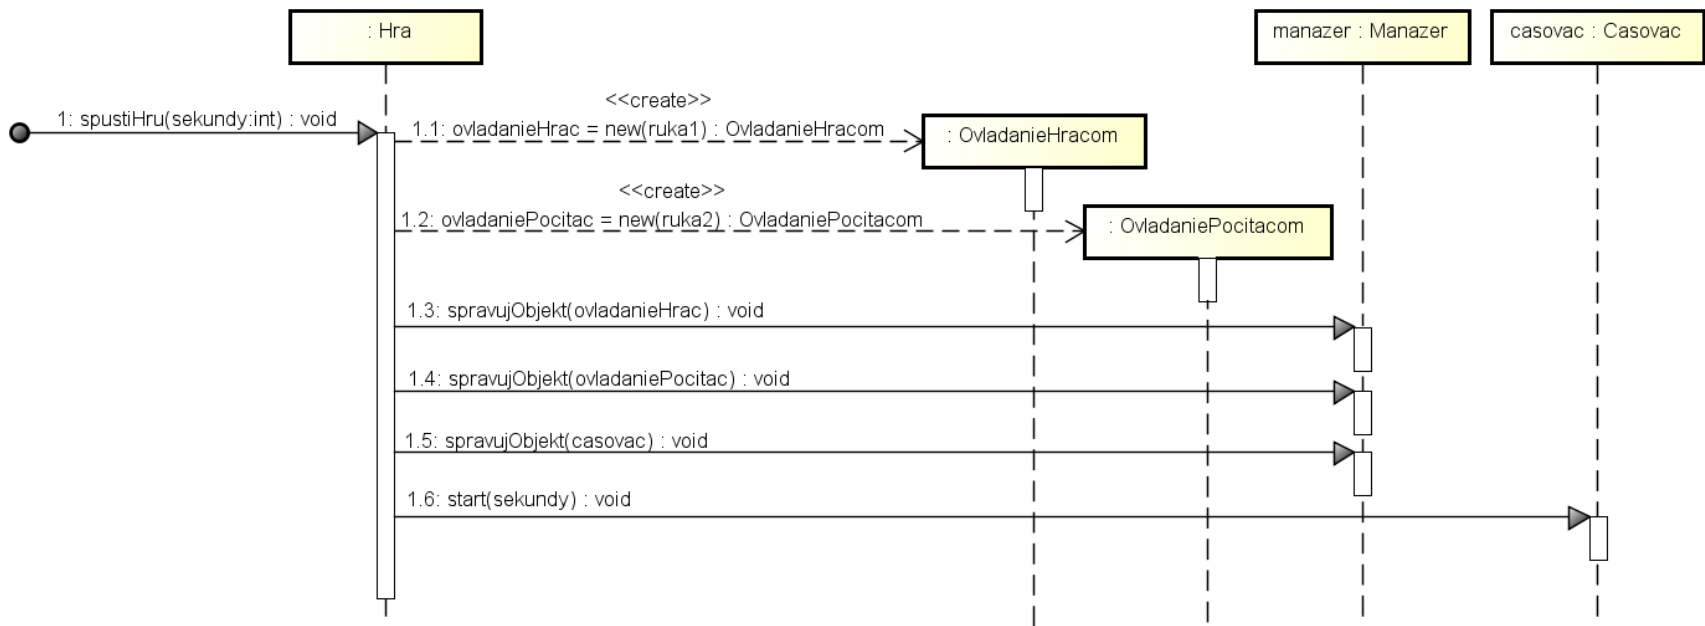 : Hra
manazer : Manazer
casovac : Casovac
<<create>>
1: spustiHru(sekundy:int) : void
1.1: ovladanieHrac = new(ruka1) : OvladanieHracom
: OvladanieHracom
<<create>>
1.2: ovladaniePocitac = new(ruka2) : OvladaniePocitacom
: OvladaniePocitacom
1.3: spravujObjekt(ovladanieHrac) : void
1.4: spravujObjekt(ovladaniePocitac) : void
1.5: spravujObjekt(casovac) : void
1.6: start(sekundy) : void